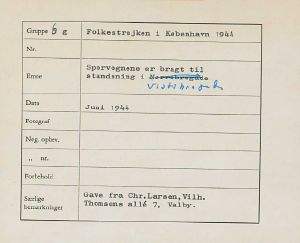 Gruppe 6 g Folkestrejken i København 1944
Nr.
Emne Sporvognene er bragt til
standsning i Norrebrogade
Vesterbrogade
Dato Juni 1944
Fotograf
Neg. opbev.
„ nr.
Forbehold
Særlige
bemærkninger Gave fra Chr.Larsen, Vilh.
Thomsens allé 7, Valby.